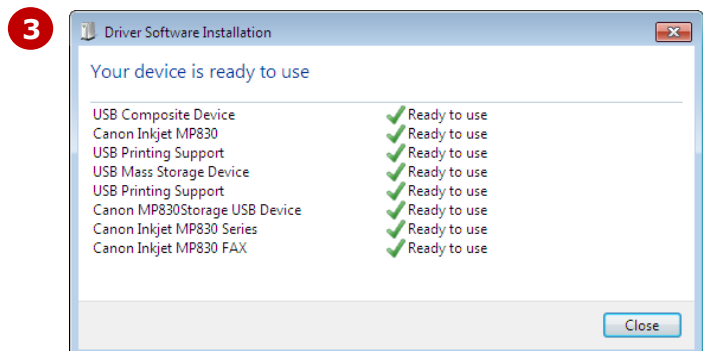 3
Driver Software Installation
Your device is ready to use
USB Composite Device Ready to use
Canon Inkjet MP830 Ready to use
USB Printing Support Ready to use
USB Mass Storage Device Ready to use
USB Printing Support Ready to use
Canon MP830Storage USB Device Ready to use
Canon Inkjet MP830 Series Ready to use
Canon Inkjet MP830 FAX Ready to use
Close